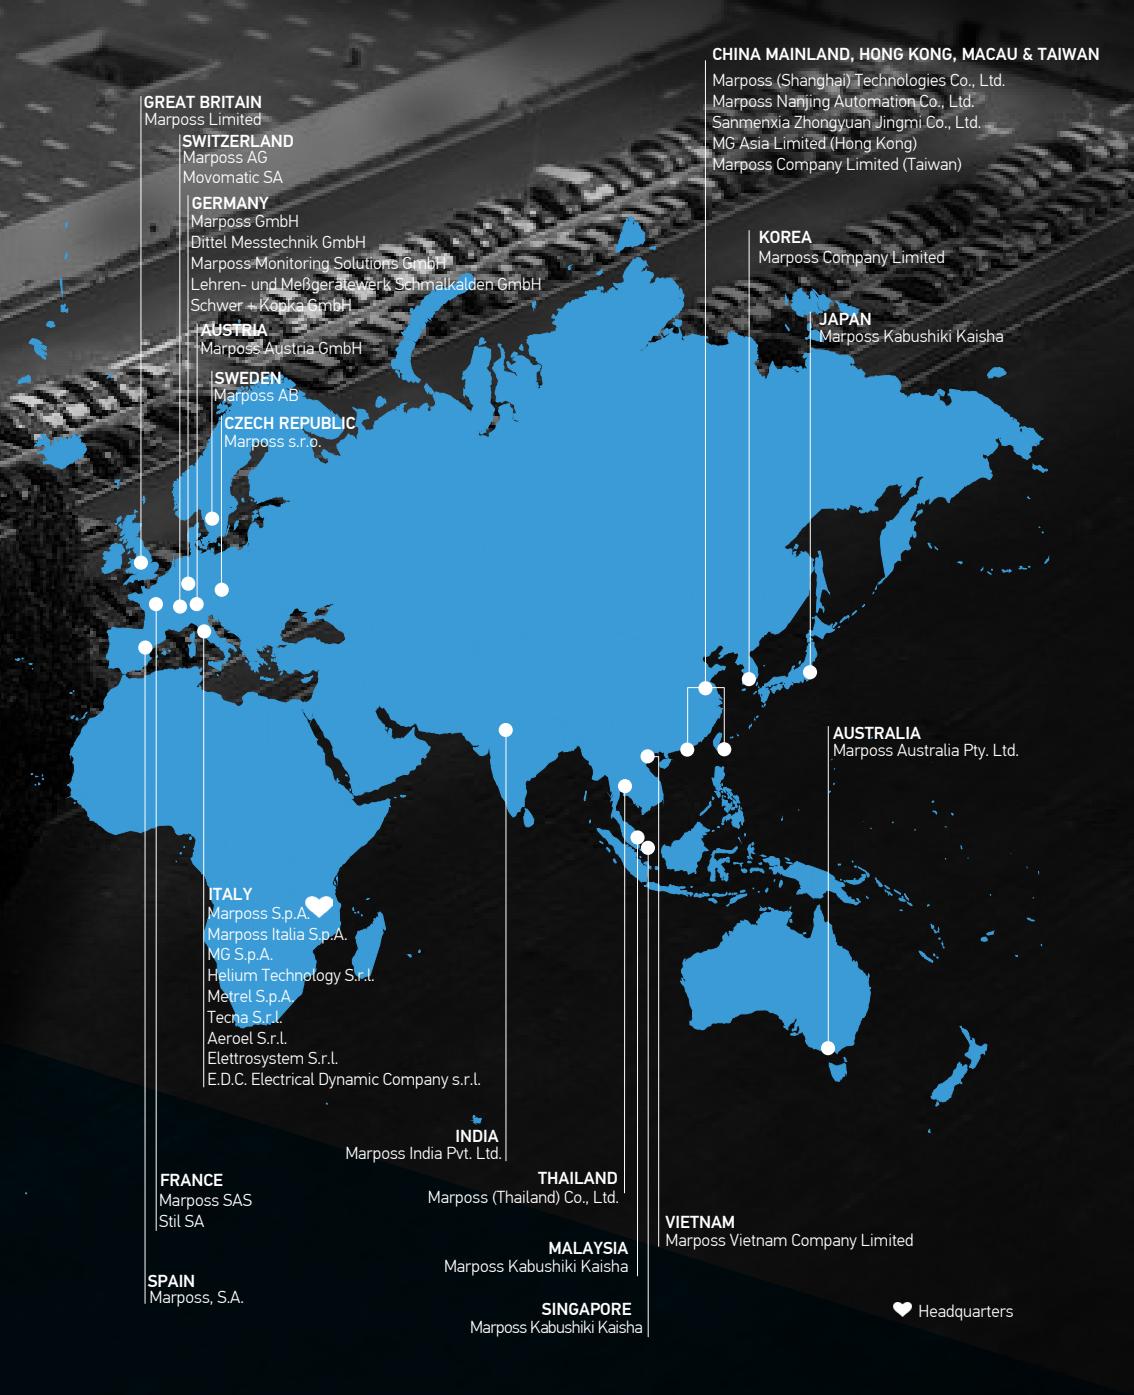 CHINA MAINLAND, HONG KONG, MACAU & TAIWAN
Marposs (Shanghai) Technologies Co., Ltd.
Marposs Nanjing Automation Co., Ltd.
Sanmenxia Zhongyuan Jingmi Co., Ltd.
MG Asia Limited (Hong Kong)
Marposs Company Limited (Taiwan)
GREAT BRITAIN
Marposs Limited
SWITZERLAND
Marposs AG
Movomatic SA
GERMANY
Marposs GmbH
Dittel Messtechnik GmbH
Marposs Monitoring Solutions GmbH
Lehren- und Meßgerätewerk Schmalkalden GmbH
Schwer + Kopka GmbH
KOREA
Marposs Company Limited
JAPAN
Marposs Kabushiki Kaisha
AUSTRIA
Marposs Austria GmbH
SWEDEN
Marposs AB
CZECH REPUBLIC
Marposs s.r.o.
AUSTRALIA
Marposs Australia Pty. Ltd.
ITALY
Marposs S.p.A.
Marposs Italia S.p.A.
MG S.p.A.
Helium Technology S.r.l.
Metrel S.p.A.
Tecna S.r.l.
Aeroel S.r.l.
Elettrosystem S.r.l.
E.D.C. Electrical Dynamic Company s.r.l.
INDIA
Marposs India Pvt. Ltd.
FRANCE
Marposs SAS
Stil SA
THAILAND
Marposs (Thailand) Co., Ltd.
VIETNAM
Marposs Vietnam Company Limited
MALAYSIA
Marposs Kabushiki Kaisha
SPAIN
Marposs, S.A.
SINGAPORE
Marposs Kabushiki Kaisha
Headquarters